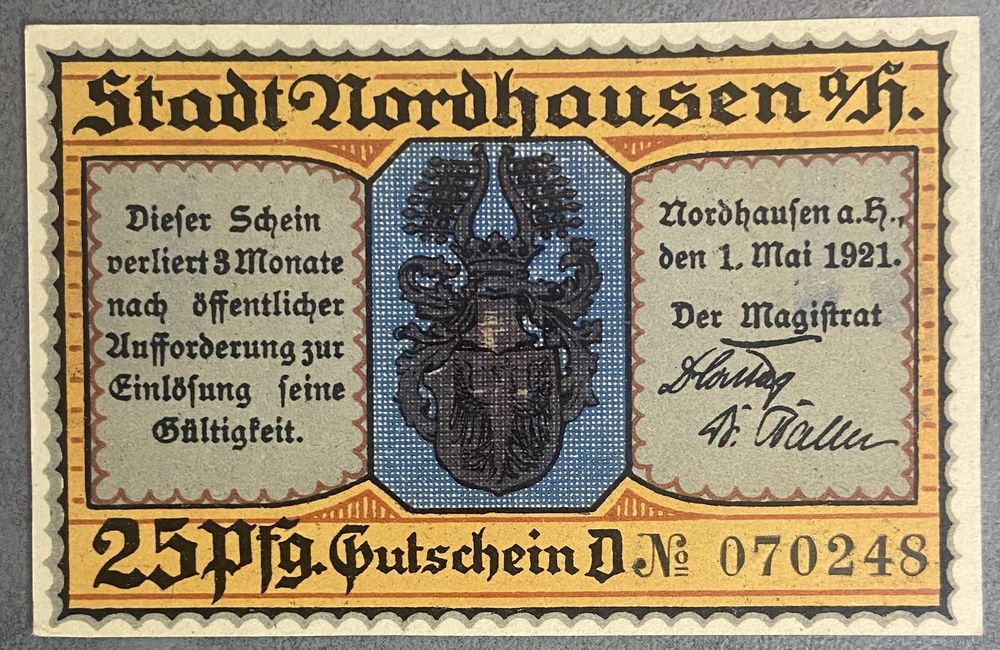 Stadt Nordhausen a/H.
Dieser Schein
verliert 3 Monate
nach öffentlicher
Aufforderung zur
Einlösung seine
Gültigkeit.
Nordhausen a.H.,
den 1. Mai 1921.
Der Magistrat
25 Pfg. Gutschein D № 070248